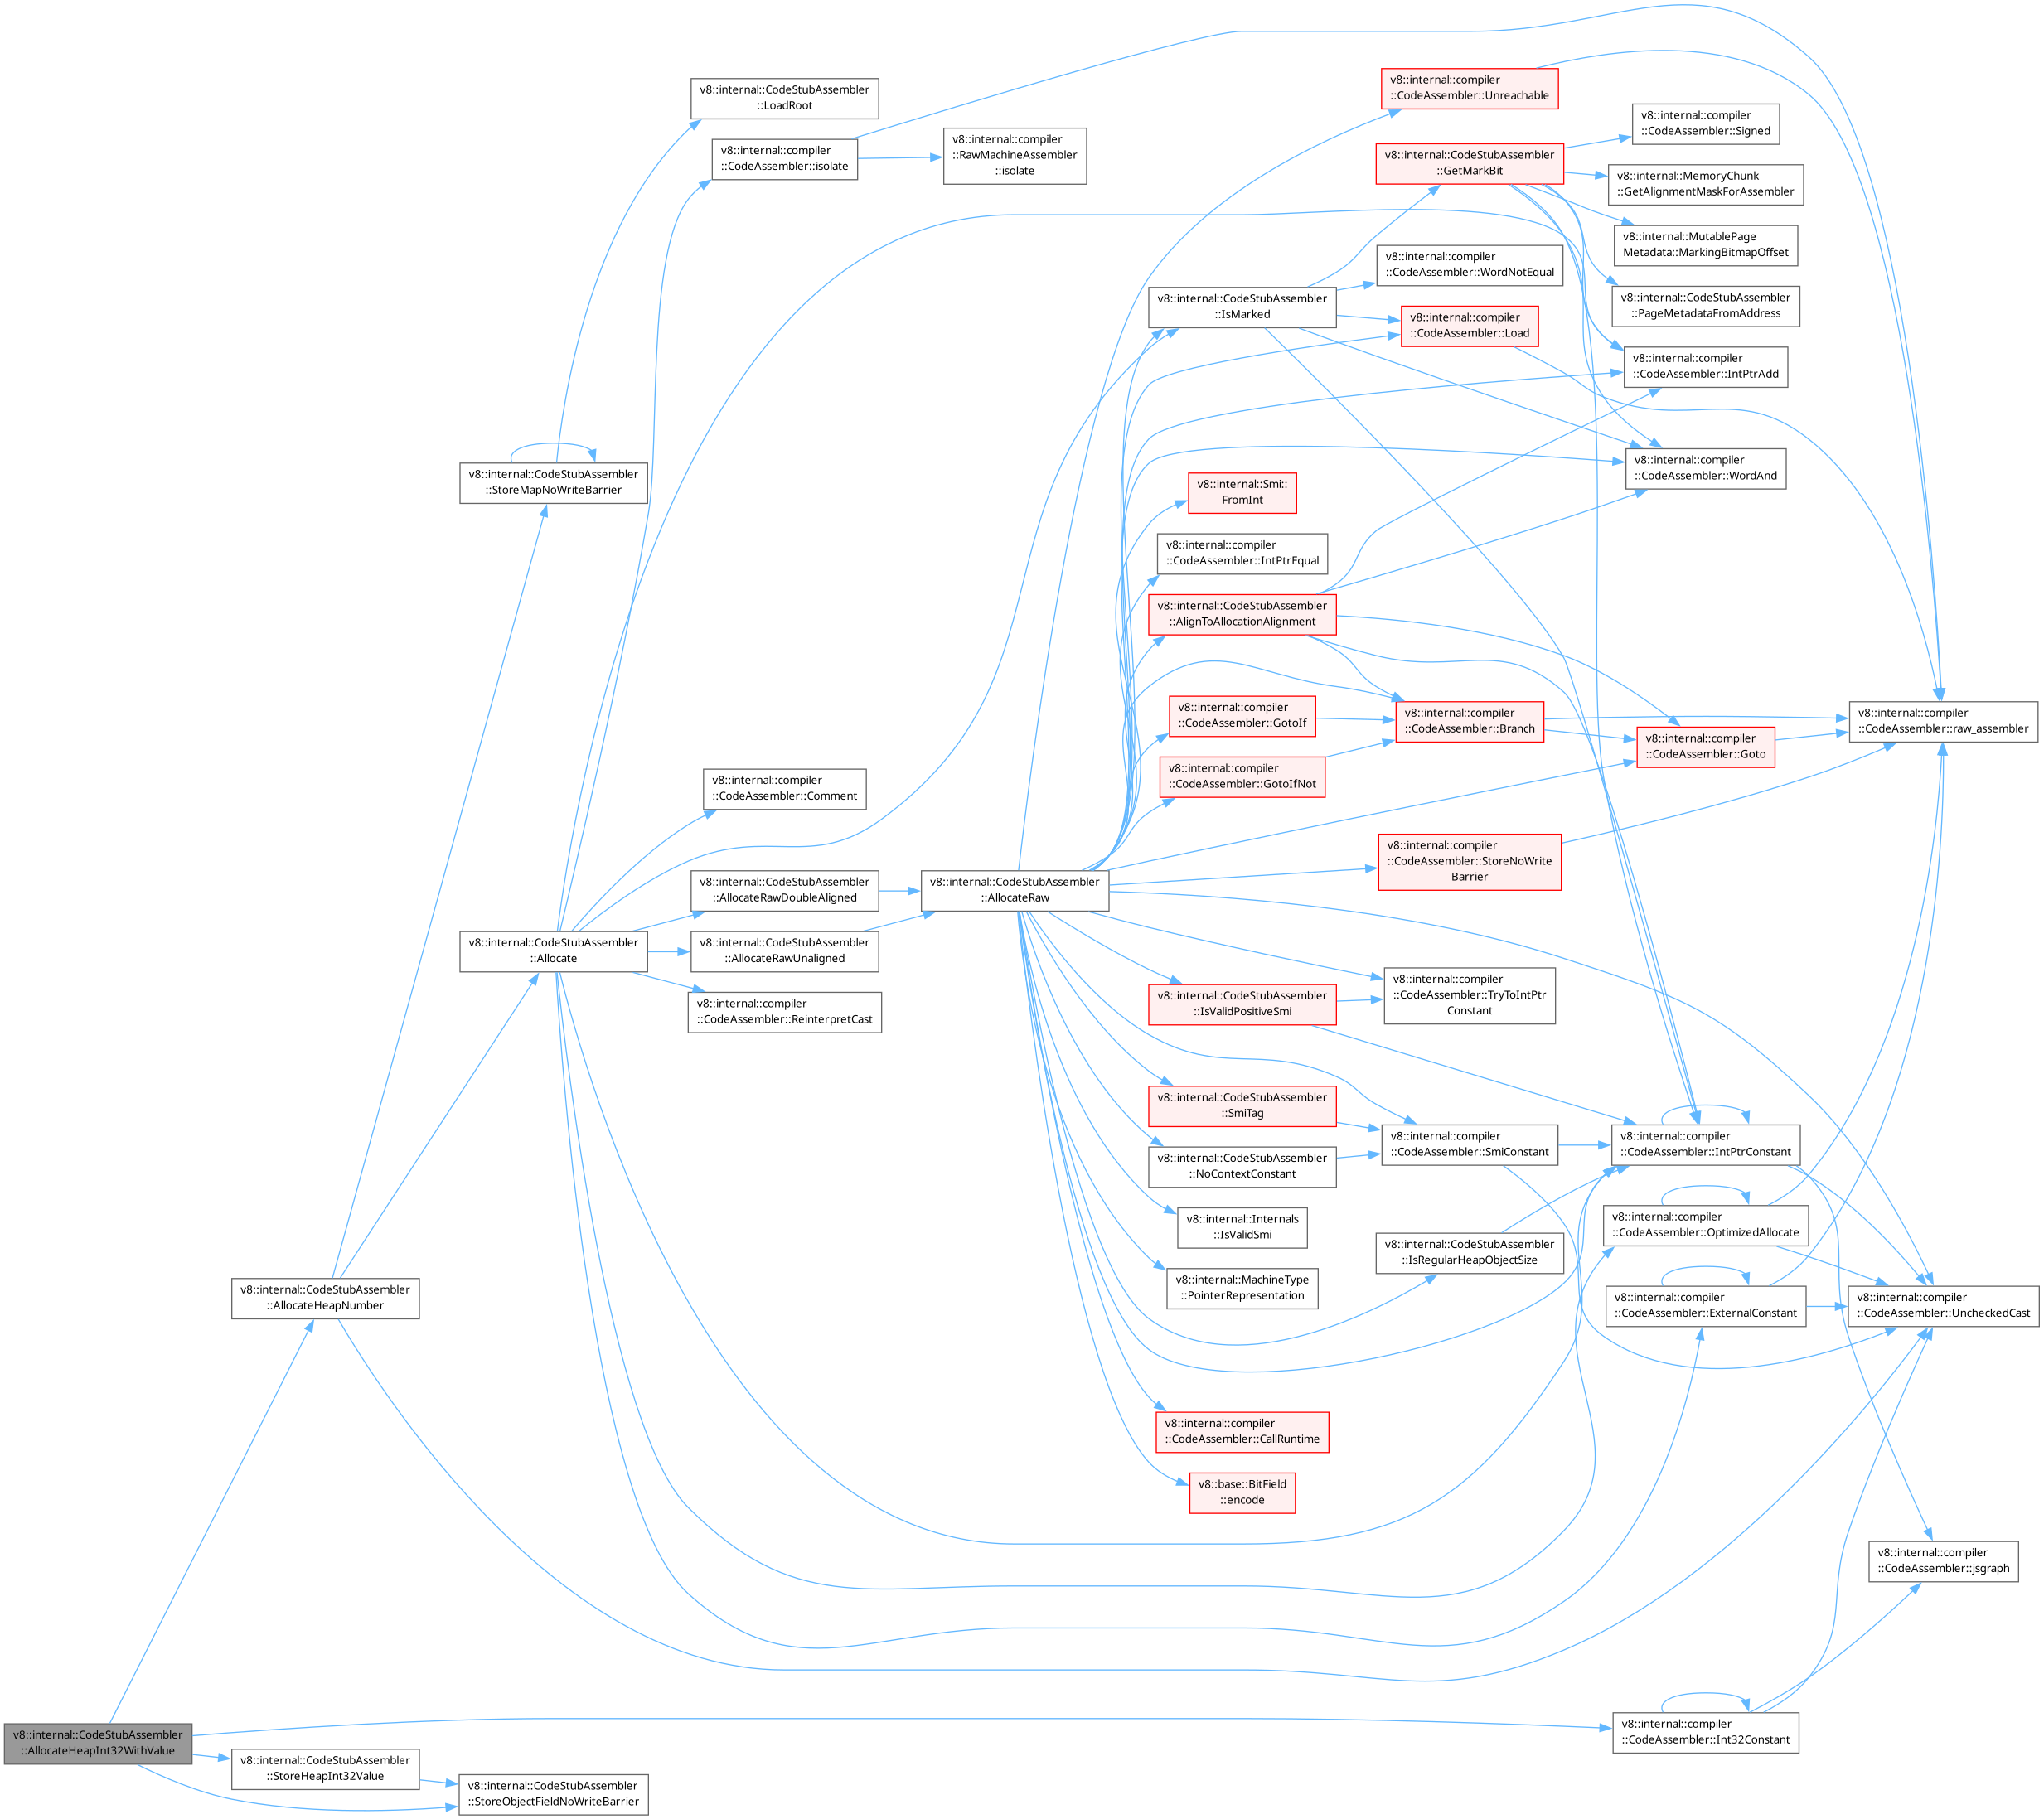 v8::internal::CodeStubAssembler
::LoadRoot
v8::internal::compiler
::CodeAssembler::isolate
v8::internal::compiler
::RawMachineAssembler
::isolate
v8::internal::compiler
::CodeAssembler::Unreachable
v8::internal::CodeStubAssembler
::GetMarkBit
v8::internal::compiler
::CodeAssembler::Signed
v8::internal::MemoryChunk
::GetAlignmentMaskForAssembler
v8::internal::MutablePage
Metadata::MarkingBitmapOffset
v8::internal::compiler
::CodeAssembler::WordNotEqual
v8::internal::CodeStubAssembler
::PageMetadataFromAddress
v8::internal::CodeStubAssembler
::IsMarked
v8::internal::compiler
::CodeAssembler::Load
v8::internal::compiler
::CodeAssembler::IntPtrAdd
v8::internal::CodeStubAssembler
::StoreMapNoWriteBarrier
v8::internal::Smi::
FromInt
v8::internal::compiler
::CodeAssembler::WordAnd
v8::internal::compiler
::CodeAssembler::IntPtrEqual
v8::internal::CodeStubAssembler
::AlignToAllocationAlignment
v8::internal::compiler
::CodeAssembler::GotoIf
v8::internal::compiler
::CodeAssembler::Branch
v8::internal::compiler
::CodeAssembler::Goto
v8::internal::compiler
::CodeAssembler::raw_assembler
v8::internal::compiler
::CodeAssembler::GotoIfNot
v8::internal::compiler
::CodeAssembler::Comment
v8::internal::compiler
::CodeAssembler::StoreNoWrite
Barrier
v8::internal::CodeStubAssembler
::AllocateRawDoubleAligned
v8::internal::CodeStubAssembler
::AllocateRaw
v8::internal::CodeStubAssembler
::Allocate
v8::internal::CodeStubAssembler
::AllocateRawUnaligned
v8::internal::compiler
::CodeAssembler::ReinterpretCast
v8::internal::CodeStubAssembler
::IsValidPositiveSmi
v8::internal::compiler
::CodeAssembler::TryToIntPtr
Constant
v8::internal::CodeStubAssembler
::SmiTag
v8::internal::CodeStubAssembler
::NoContextConstant
v8::internal::compiler
::CodeAssembler::SmiConstant
v8::internal::compiler
::CodeAssembler::IntPtrConstant
v8::internal::Internals
::IsValidSmi
v8::internal::CodeStubAssembler
::IsRegularHeapObjectSize
v8::internal::compiler
::CodeAssembler::OptimizedAllocate
v8::internal::CodeStubAssembler
::AllocateHeapNumber
v8::internal::MachineType
::PointerRepresentation
v8::internal::compiler
::CodeAssembler::ExternalConstant
v8::internal::compiler
::CodeAssembler::UncheckedCast
v8::internal::compiler
::CodeAssembler::CallRuntime
v8::base::BitField
::encode
v8::internal::compiler
::CodeAssembler::jsgraph
v8::internal::CodeStubAssembler
::AllocateHeapInt32WithValue
v8::internal::compiler
::CodeAssembler::Int32Constant
v8::internal::CodeStubAssembler
::StoreHeapInt32Value
v8::internal::CodeStubAssembler
::StoreObjectFieldNoWriteBarrier